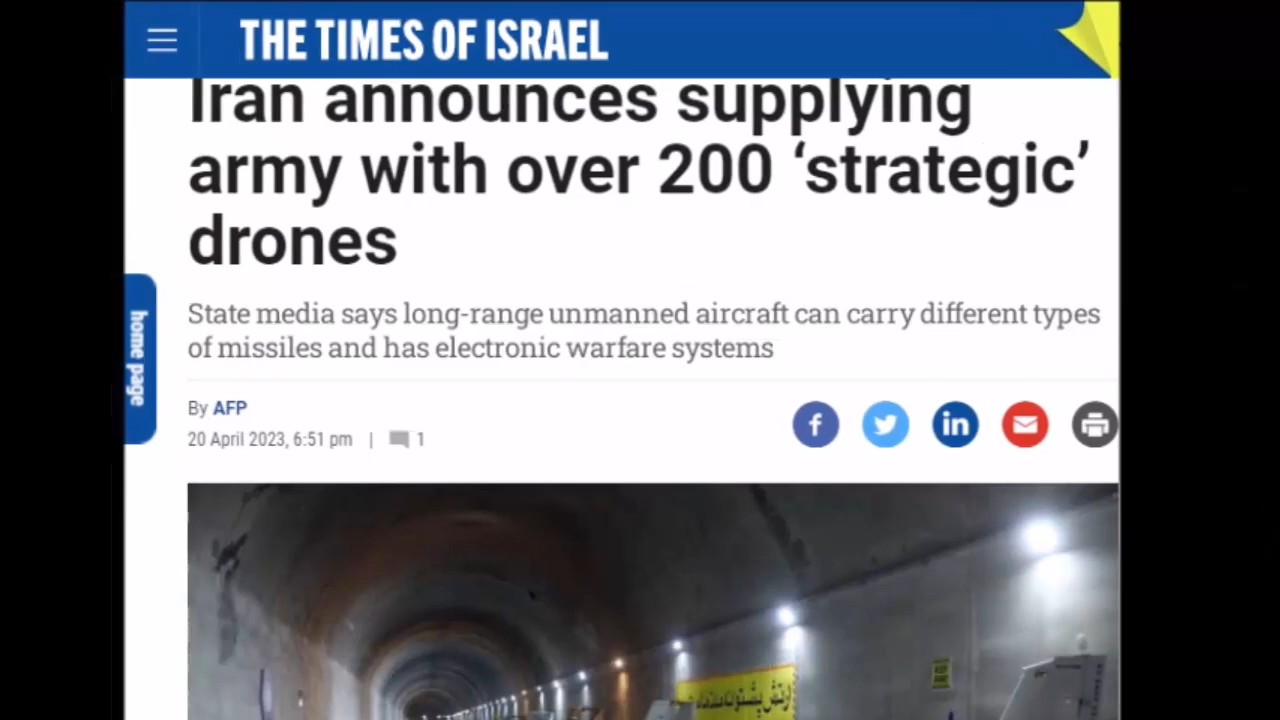 THE TIMES OF ISRAEL
Iran announces supplying
army with over 200 ‘strategic’
drones
State media says long-range unmanned aircraft can carry different types
of missiles and has electronic warfare systems
home page
By AFP
20 April 2023, 6:51 pm | 1